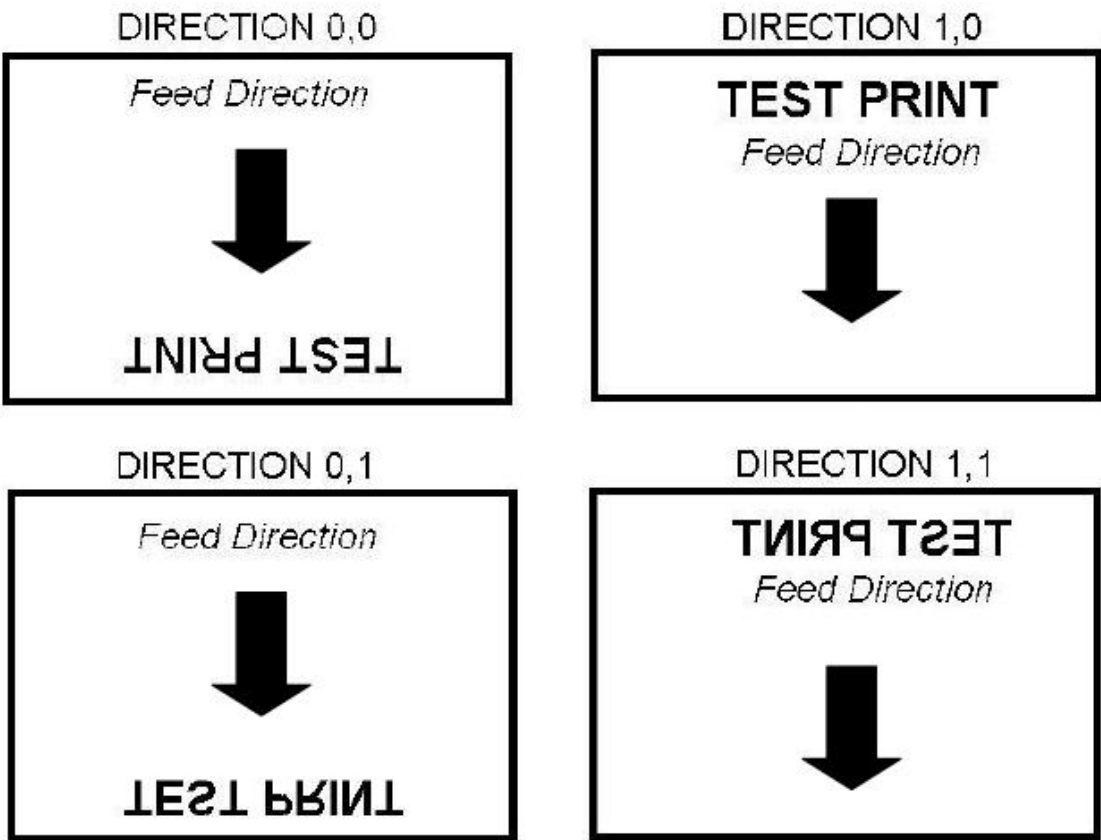 DIRECTION 0,0
Feed Direction
TEST PRINT
DIRECTION 1,0
TEST PRINT
Feed Direction
DIRECTION 0,1
Feed Direction
TEST PRINT
DIRECTION 1,1
TEST PRINT
Feed Direction